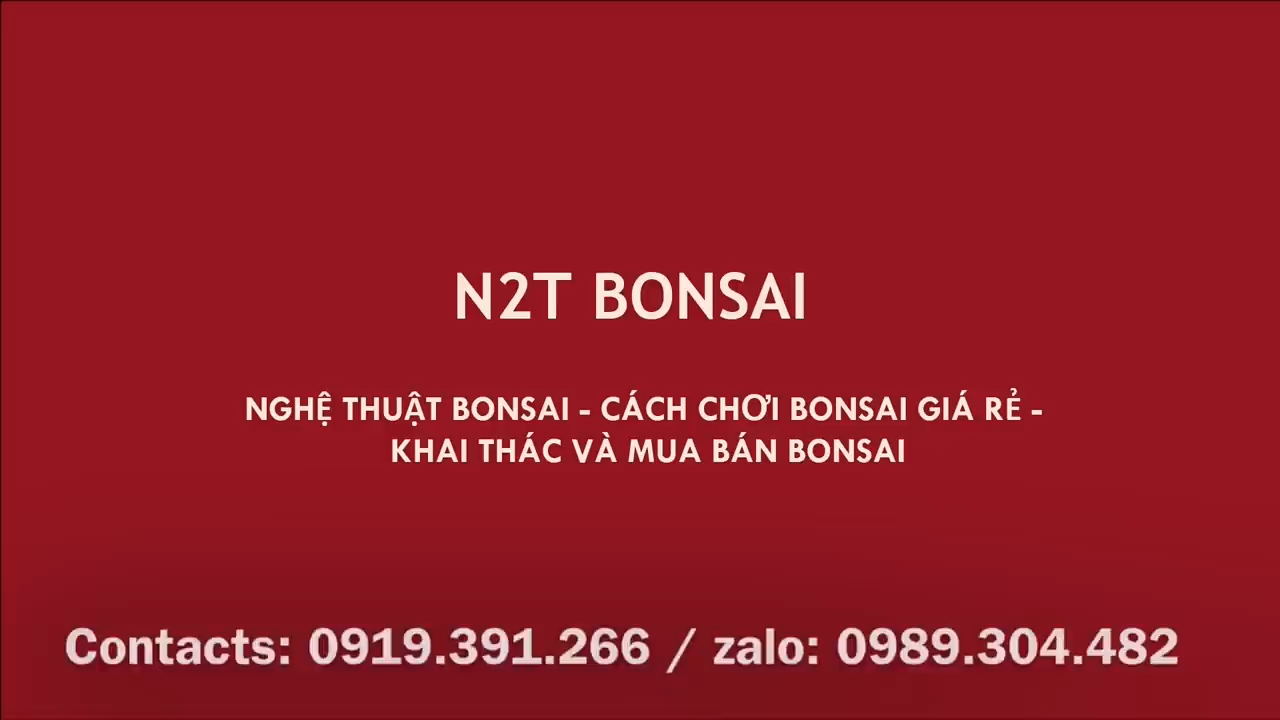 N2T BONSAI
NGHỆ THUẬT BONSAI - CÁCH CHƠI BONSAI GIÁ RẺ -
KHAI THÁC VÀ MUA BÁN BONSAI
Contacts: 0919.391.266 / zalo: 0989.304.482